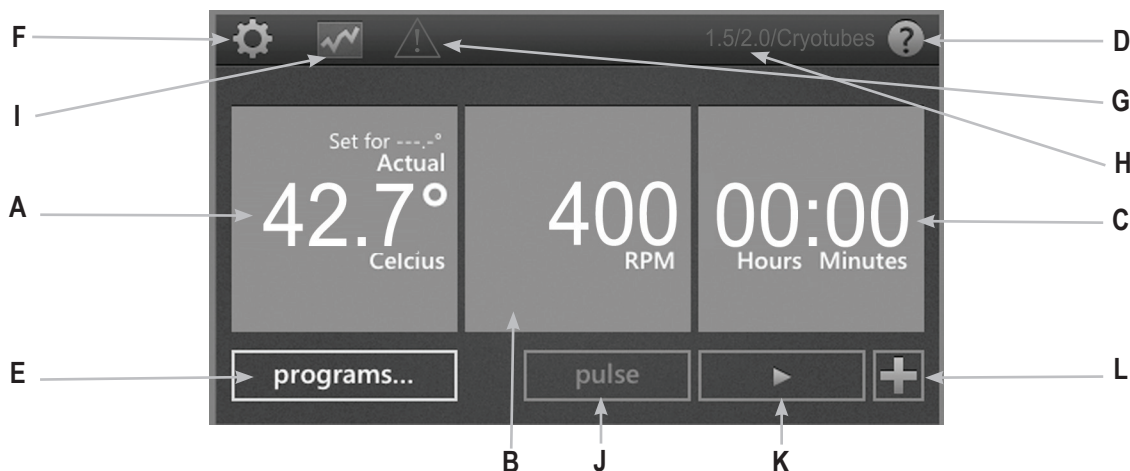 F
I
A
E
D
G
H
C
L
B
J
K
1.5/2.0/Cryotubes
?
Set for ---.-°
Actual
42.7°
Celcius
400
RPM
00:00
Hours Minutes
programs...
pulse